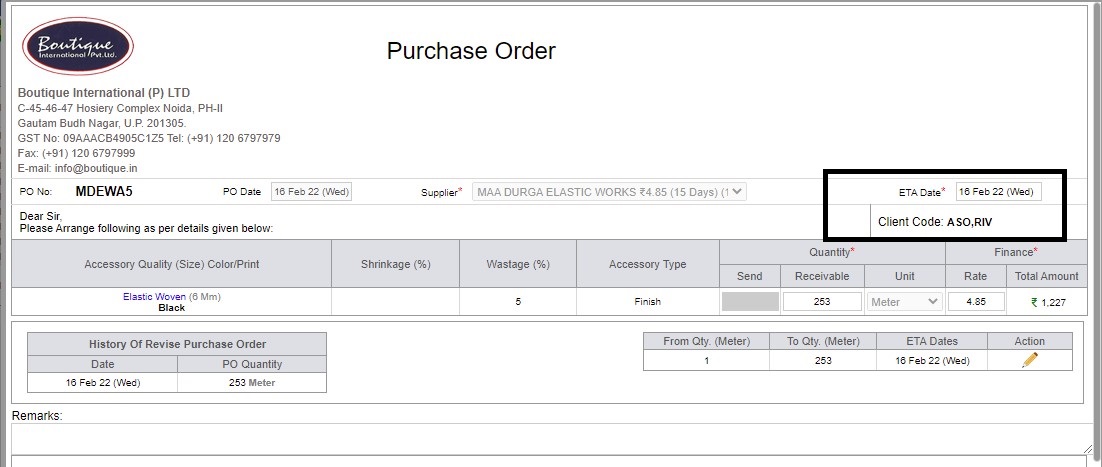 Boutique
International Pvt.Ltd.
Purchase Order
Boutique International (P) LTD
C-45-46-47 Hosiery Complex Noida, PH-II
Gautam Budh Nagar, U.P. 201305.
GST No: 09AAACB4905C1Z5 Tel: (+91) 120 6797979
Fax: (+91) 120 6797999
E-mail: info@boutique.in
PO No: MDEWA5 PO Date 16 Feb 22 (Wed) Supplier* MAA DURGA ELASTIC WORKS ₹4.85 (15 Days) (1 ETA Date* 16 Feb 22 (Wed)
Dear Sir,
Please Arrange following as per details given below:
Client Code: ASO,RIV
Accessory Quality (Size) Color/Print Shrinkage (%) Wastage (%) Accessory Type Quantity* Finance*
Send Receivable Unit Rate Total Amount
Elastic Woven (6 Mm)
Black
5 Finish 253 Meter 4.85 ₹ 1,227
History Of Revise Purchase Order
Date PO Quantity
16 Feb 22 (Wed) 253 Meter
From Qty. (Meter) To Qty. (Meter) ETA Dates Action
1 253 16 Feb 22 (Wed)
Remarks: